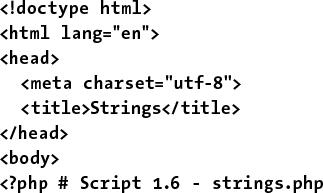 <!doctype html>
<html lang="en">
<head>
  <meta charset="utf-8">
  <title>Strings</title>
</head>
<body>
<?php # Script 1.6 - strings.php